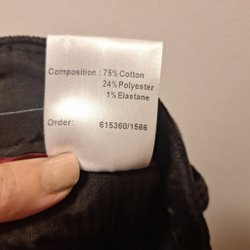 Composition : 75% Cotton
24% Polyester
1% Elastane
Order: 615360/1566